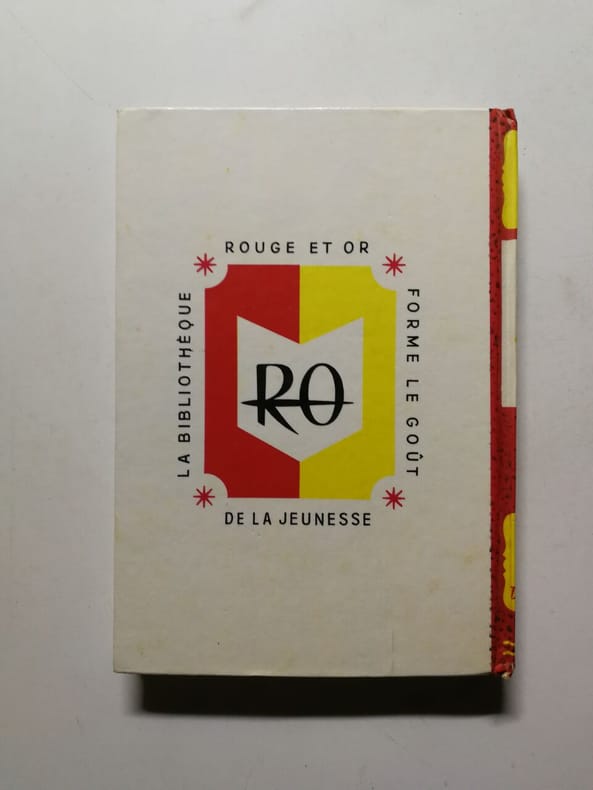 LA BIBLIOTHÈQUE
ROUGE ET OR
FORME LE GOÛT
DE LA JEUNESSE
RO